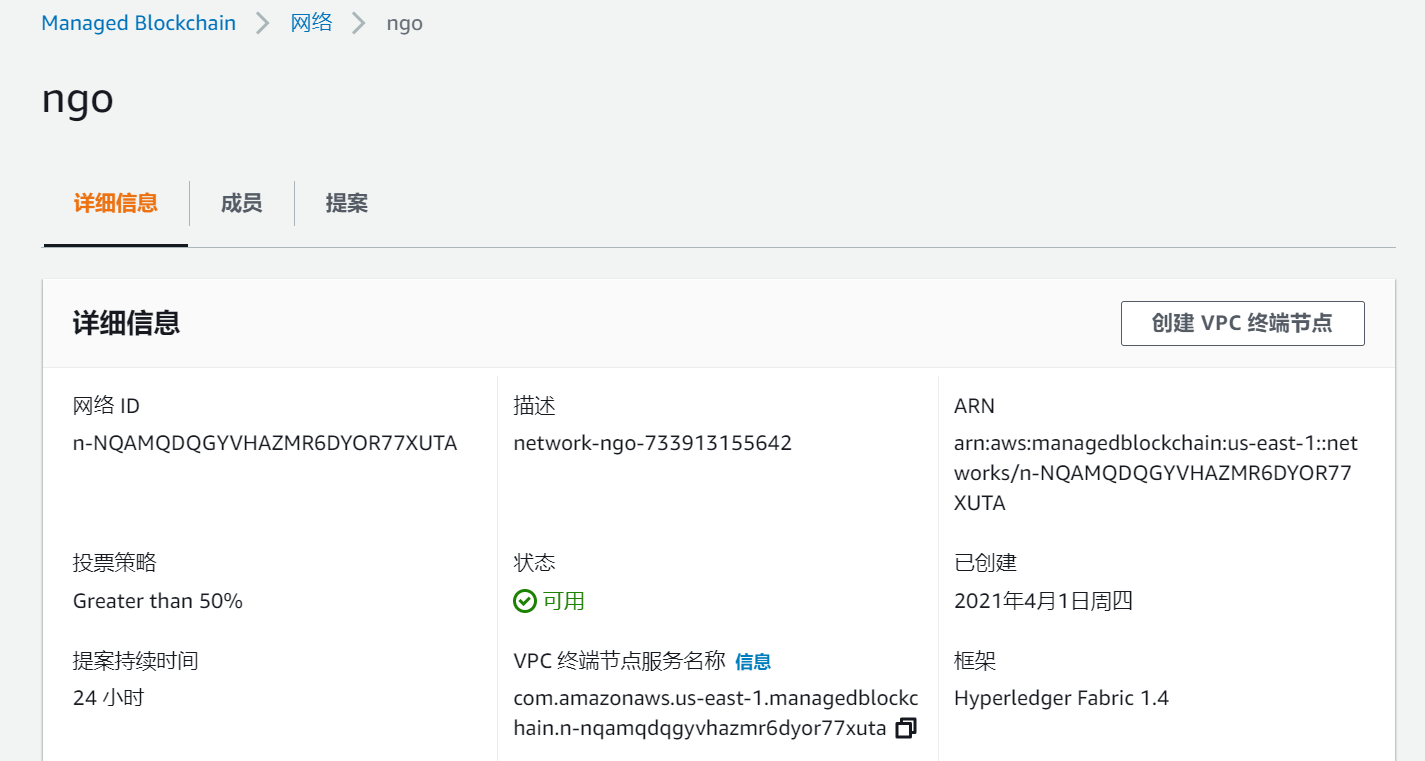 Managed Blockchain > 网络 > ngo
ngo
详细信息 成员 提案
详细信息 创建 VPC 终端节点
网络 ID
n-NQAMQDQGYVHAZMR6DYOR77XUTA
描述
network-ngo-733913155642
ARN
arn:aws:managedblockchain:us-east-1::net
works/n-NQAMQDQGYVHAZMR6DYOR77
XUTA
投票策略
Greater than 50%
状态
可用
已创建
2021年4月1日周四
提案持续时间
24 小时
VPC 终端节点服务名称 信息
com.amazonaws.us-east-1.managedblockc
hain.n-nqamqdqgyvhazmr6dyor77xuta
框架
Hyperledger Fabric 1.4